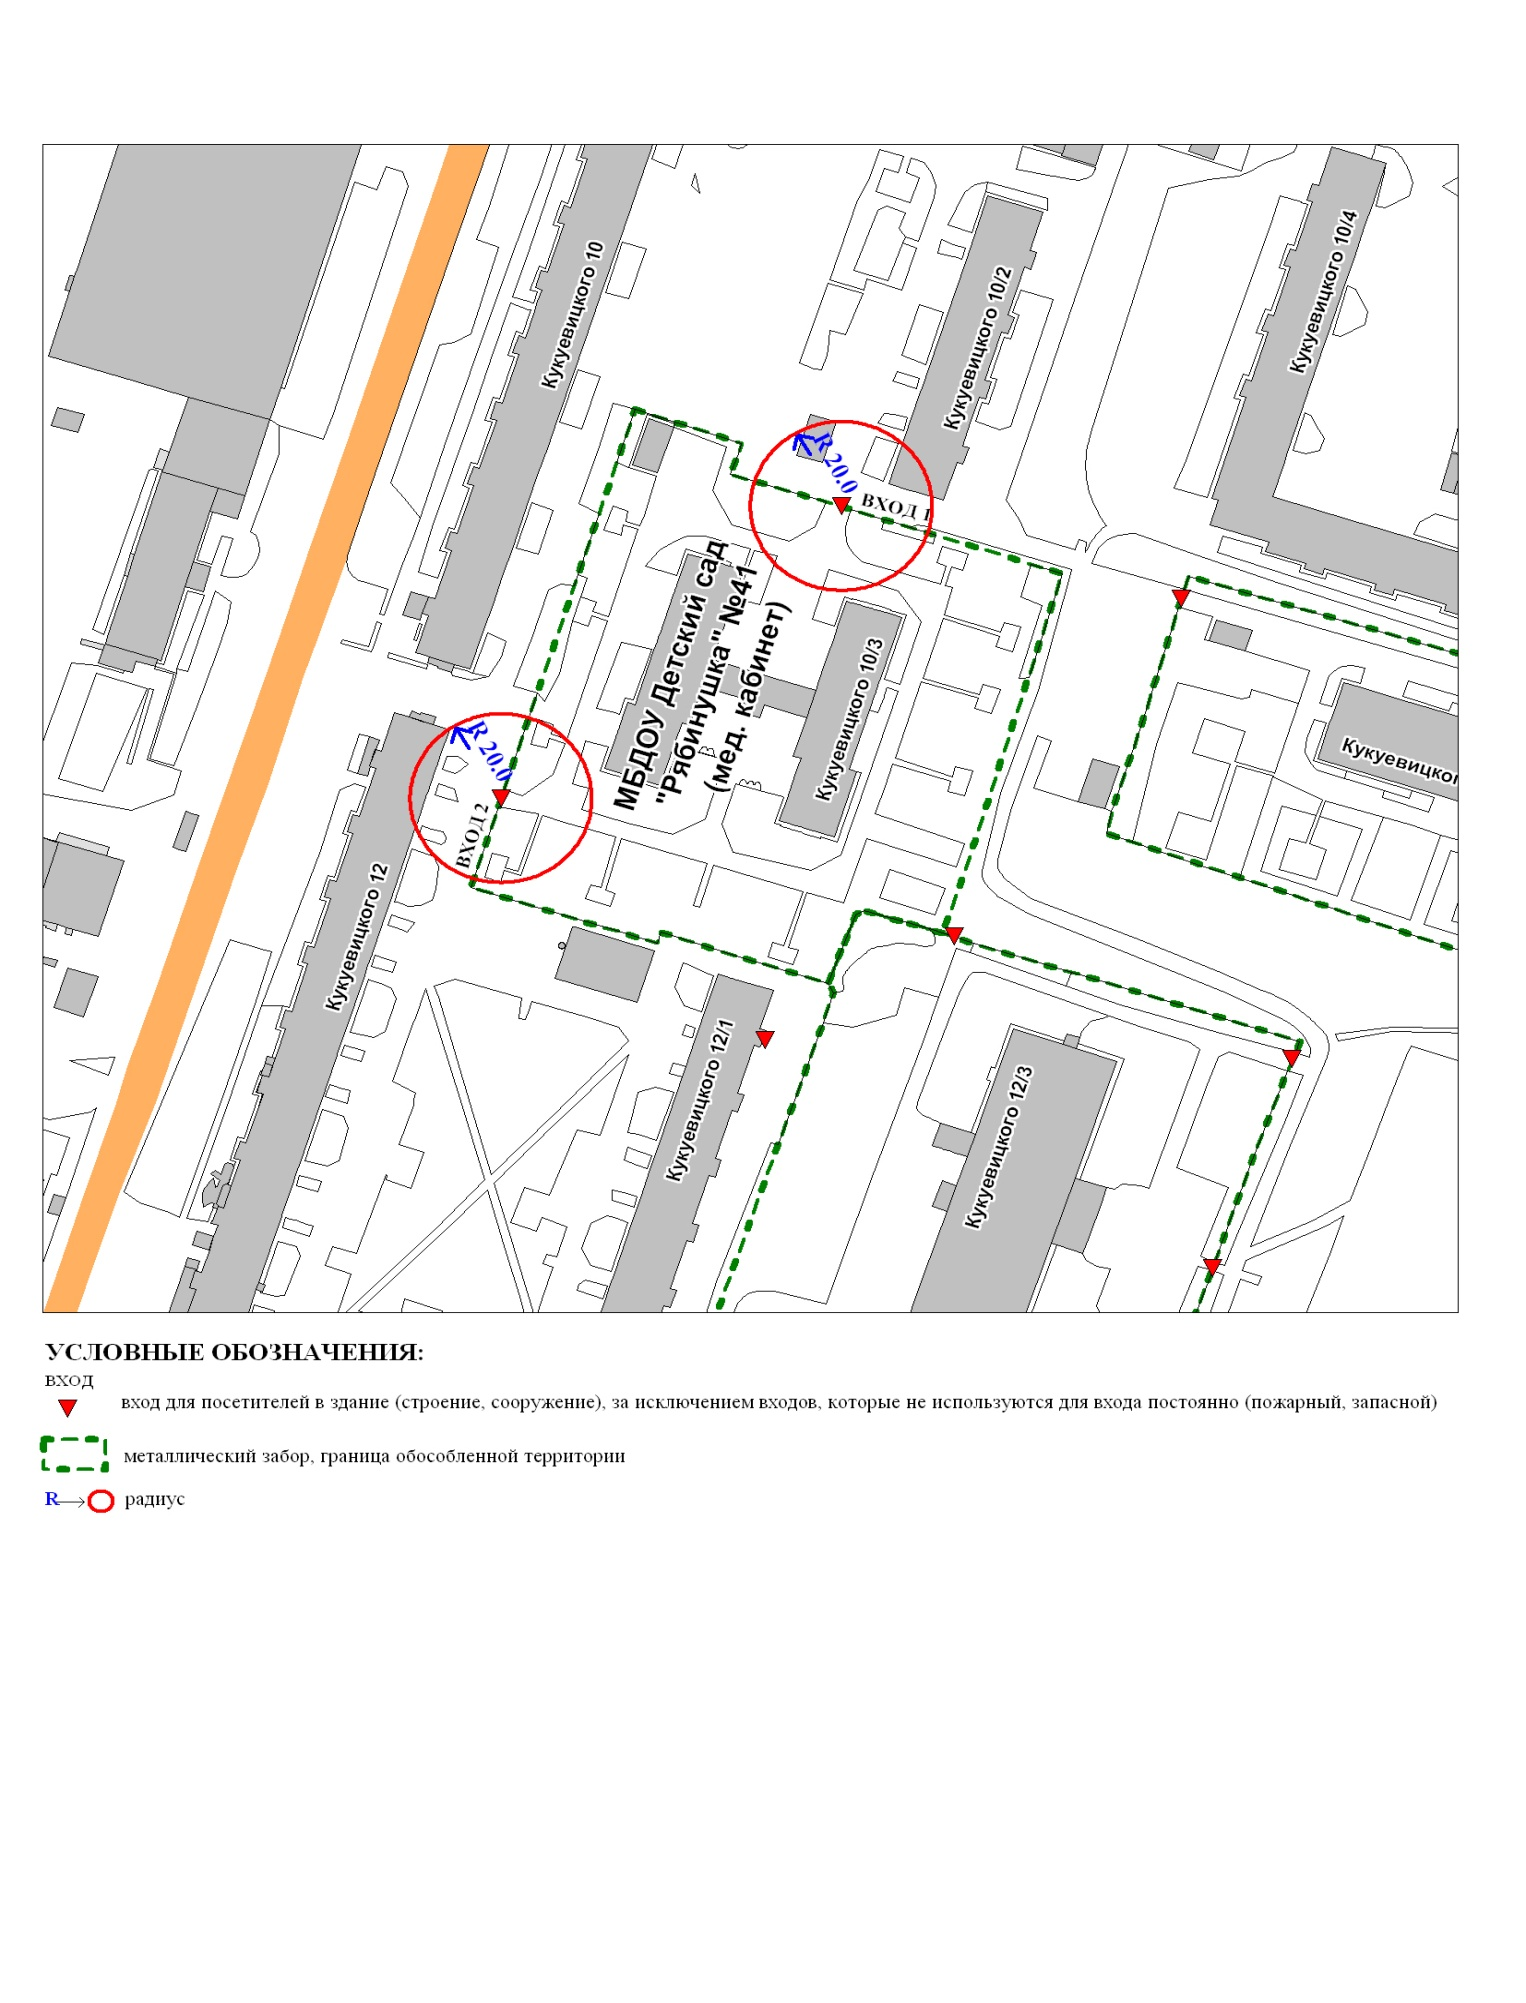 Кукуевицкого 10
Кукуевицкого 10/2
Кукуевицкого 10/4
R 20.0
ВХОД 1
МБДОУ Детский сад
"Рябинушка" №41
(мед. кабинет)
Кукуевицкого 10/3
R 20.0
ВХОД 2
Кукуевицког
Кукуевицкого 12
Кукуевицкого 12/1
Кукуевицкого 12/3
УСЛОВНЫЕ ОБОЗНАЧЕНИЯ:
ВХОД
вход для посетителей в здание (строение, сооружение), за исключением входов, которые не используются для входа постоянно (пожарный, запасной)
металлический забор, граница обособленной территории
R
радиус